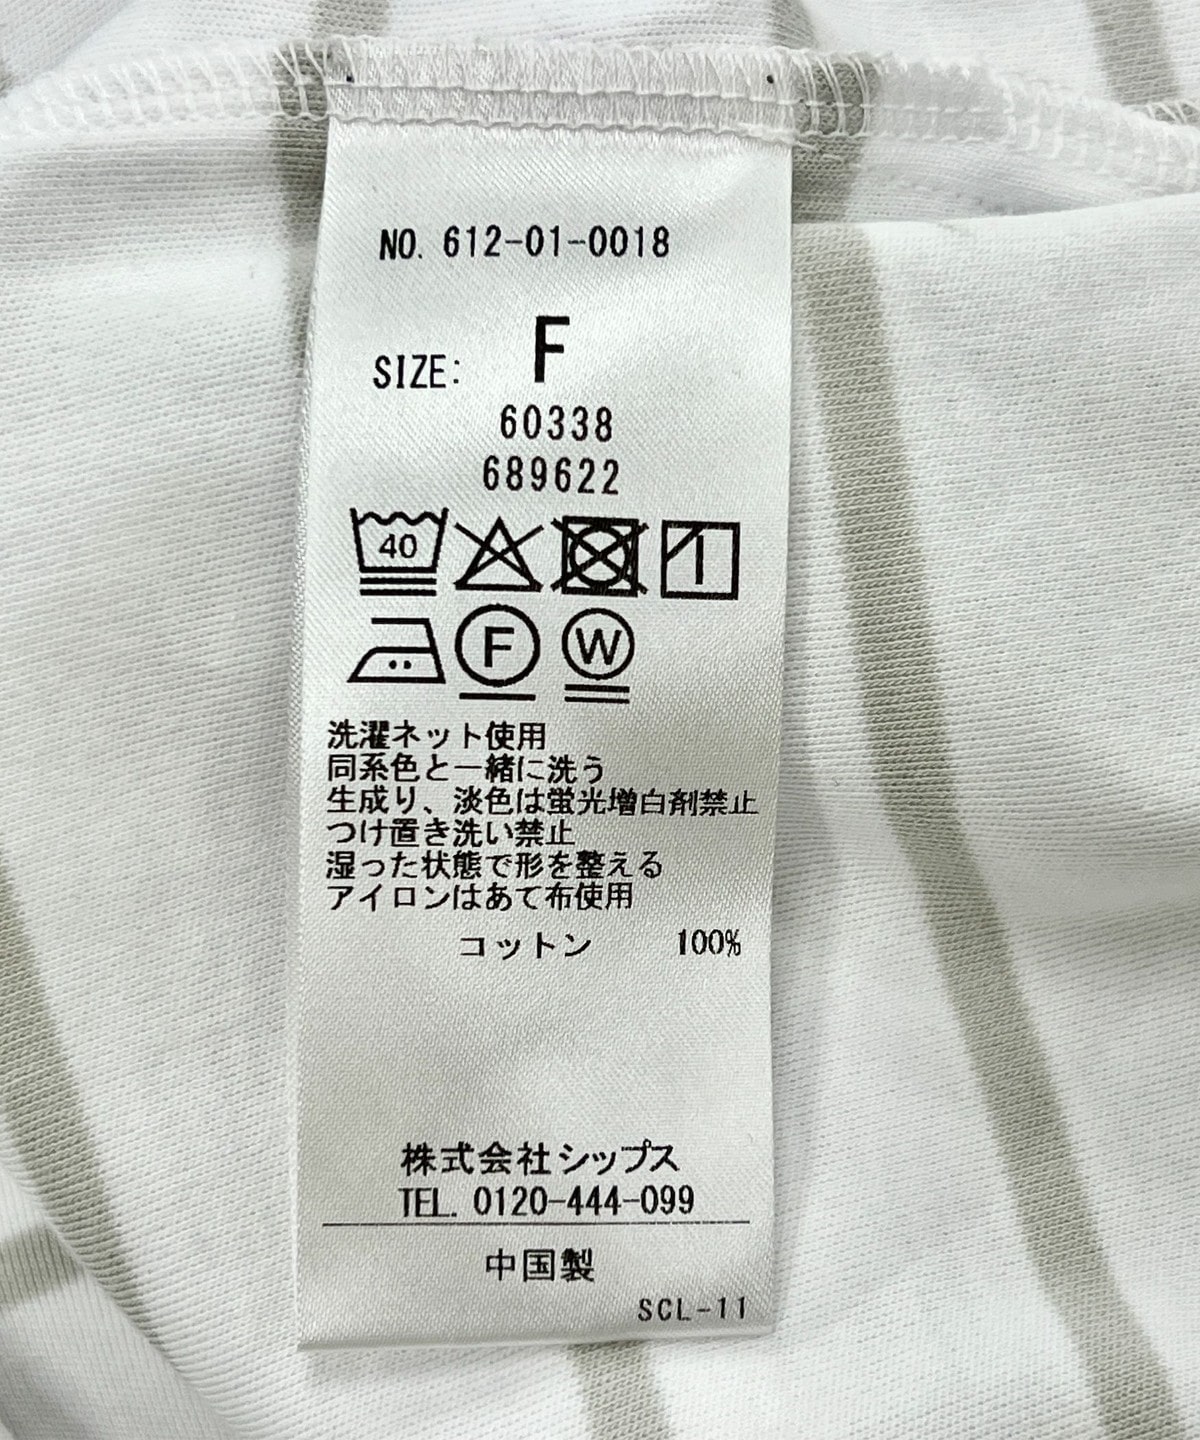 NO. 612-01-0018
SIZE: F
60338
689622
40
F W
洗濯ネット使用
同系色と一緒に洗う
生成り、淡色は蛍光増白剤禁止
つけ置き洗い禁止
湿った状態で形を整える
アイロンはあて布使用
コットン 100%
株式会社シップス
TEL. 0120-444-099
中国製
SCL-11